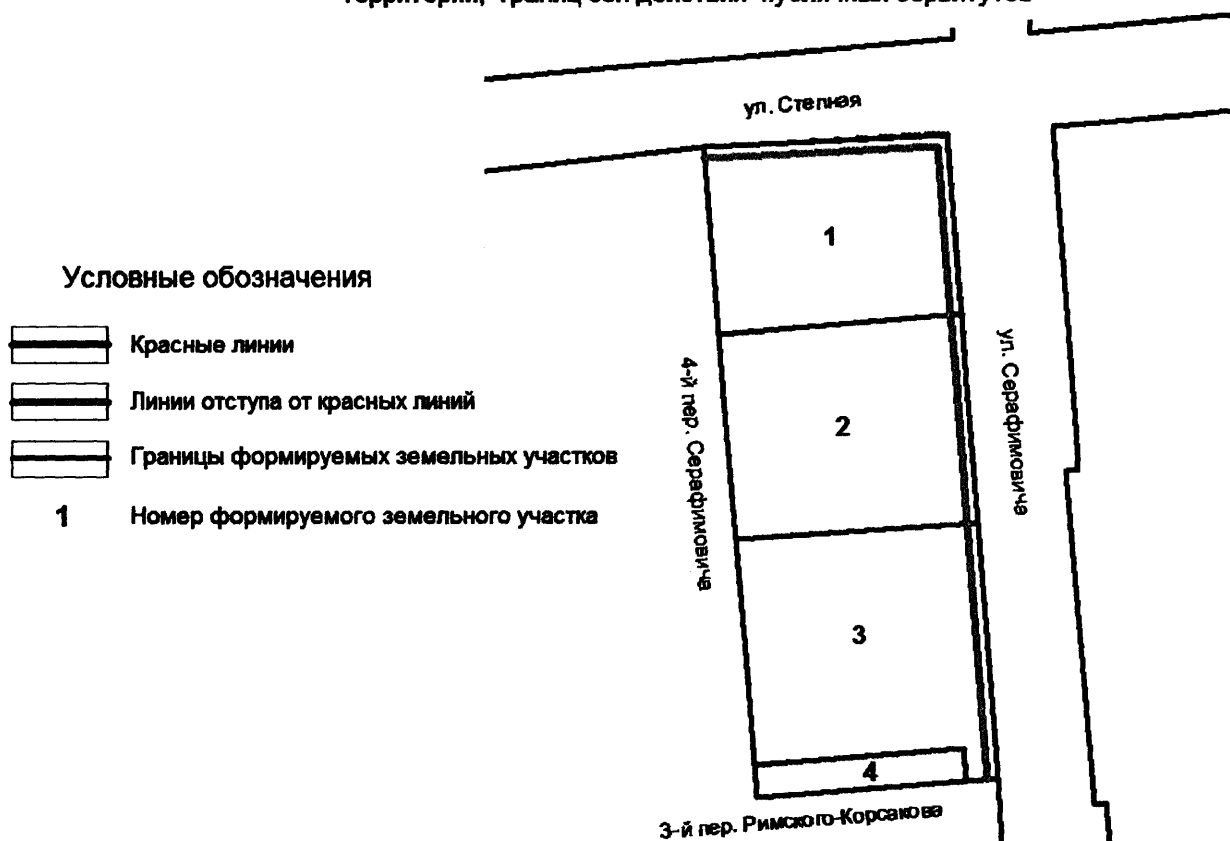 ул. Степная
1
Условные обозначения
Красные линии
Линии отступа от красных линий
Границы формируемых земельных участков
1 Номер формируемого земельного участка
4-й пер. Серафимовича
2
ул. Серафимовича
3
4
3-й пер. Римского-Корсакова